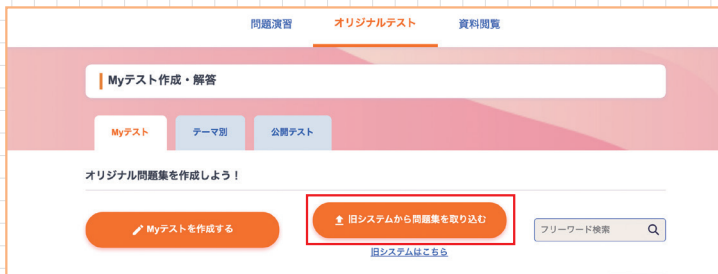 問題演習 オリジナルテスト 資料閲覧
Myテスト作成・解答
Myテスト テーマ別 公開テスト
オリジナル問題集を作成しよう！
Myテストを作成する 旧システムから問題集を取り込む フリーワード検索
旧システムはこちら